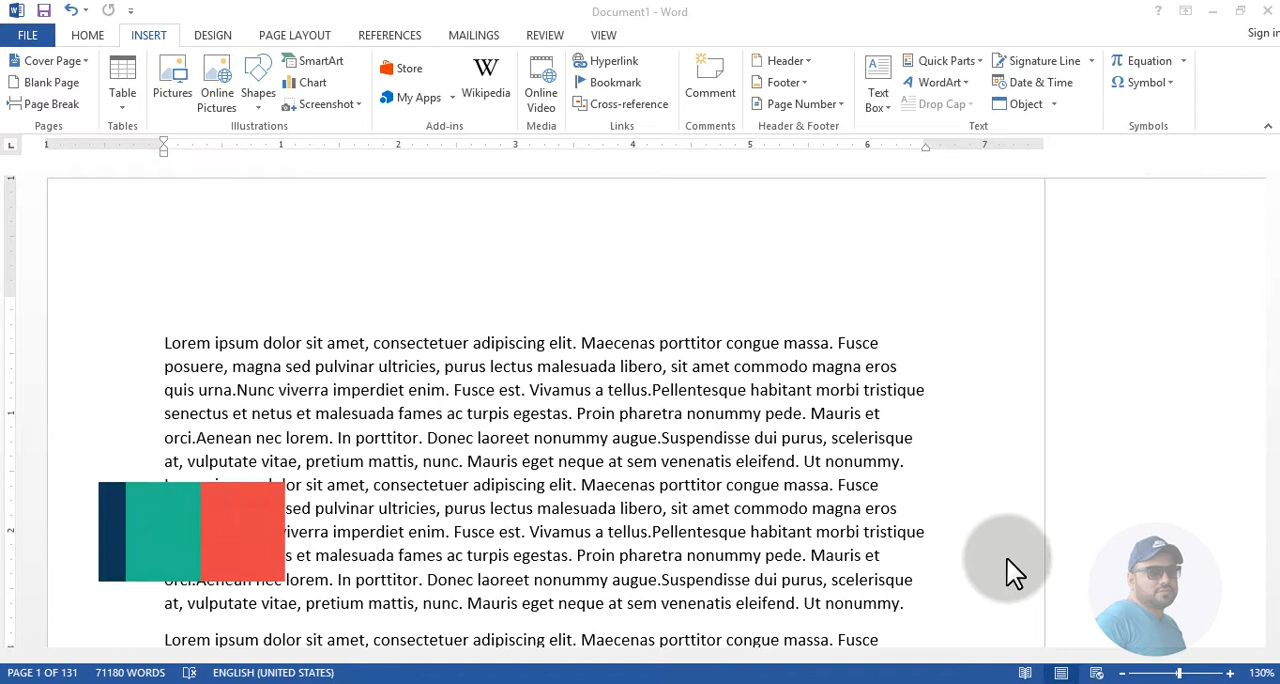 Document1 - Word
?
FILE HOME INSERT DESIGN PAGE LAYOUT REFERENCES MAILINGS REVIEW VIEW Sign in
Cover Page
Blank Page
Page Break
Pages
Table
Tables
Pictures
Online Pictures
Shapes
SmartArt
Chart
Screenshot
Illustrations
Store
My Apps
W
Wikipedia
Add-ins
Online Video
Media
Hyperlink
Bookmark
Cross-reference
Links
Comment
Comments
Header
Footer
Page Number
Header & Footer
Text Box
Quick Parts
WordArt
Drop Cap
Signature Line
Date & Time
Object
Text
π Equation
Ω Symbol
Symbols
1 1 2 3 4 5 6 7
1
1
2
Lorem ipsum dolor sit amet, consectetuer adipiscing elit. Maecenas porttitor congue massa. Fusce
posuere, magna sed pulvinar ultricies, purus lectus malesuada libero, sit amet commodo magna eros
quis urna.Nunc viverra imperdiet enim. Fusce est. Vivamus a tellus.Pellentesque habitant morbi tristique
senectus et netus et malesuada fames ac turpis egestas. Proin pharetra nonummy pede. Mauris et
orci.Aenean nec lorem. In porttitor. Donec laoreet nonummy augue.Suspendisse dui purus, scelerisque
at, vulputate vitae, pretium mattis, nunc. Mauris eget neque at sem venenatis eleifend. Ut nonummy.
sit amet, consectetuer adipiscing elit. Maecenas porttitor congue massa. Fusce
sed pulvinar ultricies, purus lectus malesuada libero, sit amet commodo magna eros
viverra imperdiet enim. Fusce est. Vivamus a tellus.Pellentesque habitant morbi tristique
et malesuada fames ac turpis egestas. Proin pharetra nonummy pede. Mauris et
lorem. In porttitor. Donec laoreet nonummy augue.Suspendisse dui purus, scelerisque
at, vulputate vitae, pretium mattis, nunc. Mauris eget neque at sem venenatis eleifend. Ut nonummy.
Lorem ipsum dolor sit amet, consectetuer adipiscing elit. Maecenas porttitor congue massa. Fusce
PAGE 1 OF 131 71180 WORDS ENGLISH (UNITED STATES) 130%